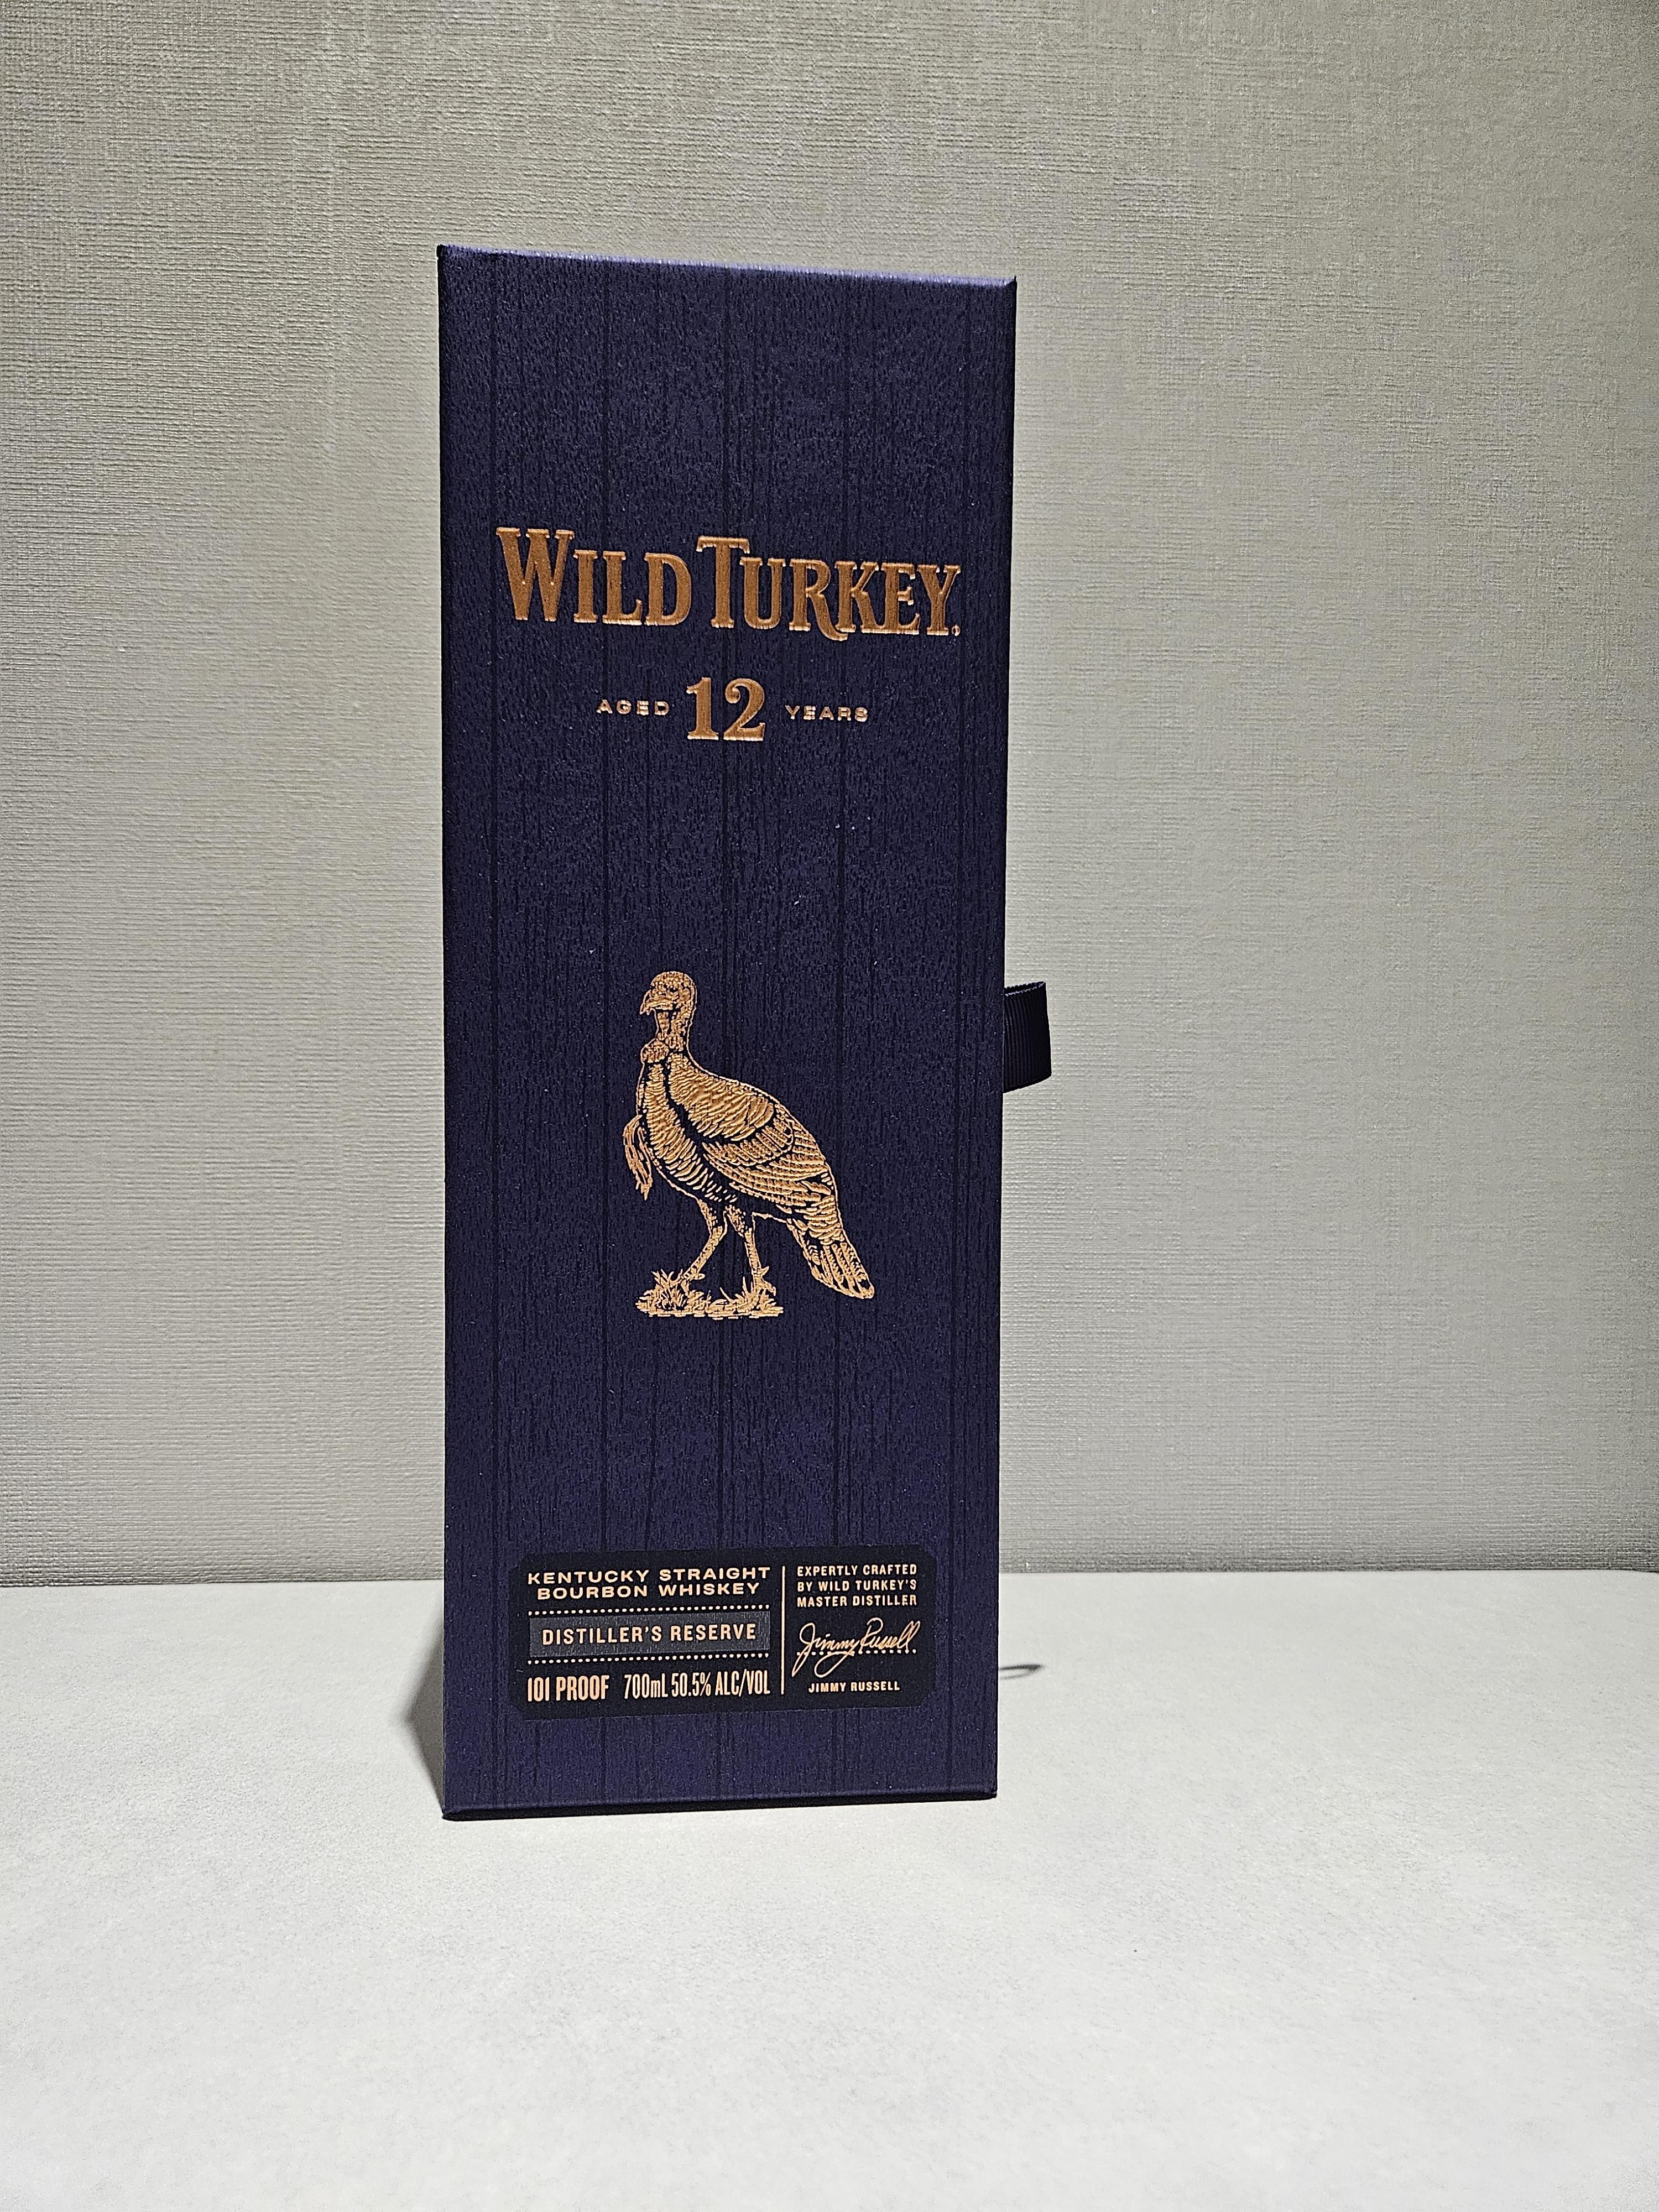 WILD TURKEY
AGED 12 YEARS
KENTUCKY STRAIGHT
BOURBON WHISKEY
DISTILLER'S RESERVE
101 PROOF 700mL 50.5% ALC/VOL
EXPERTLY CRAFTED
BY WILD TURKEY'S
MASTER DISTILLER
Jimmy Russell
JIMMY RUSSELL